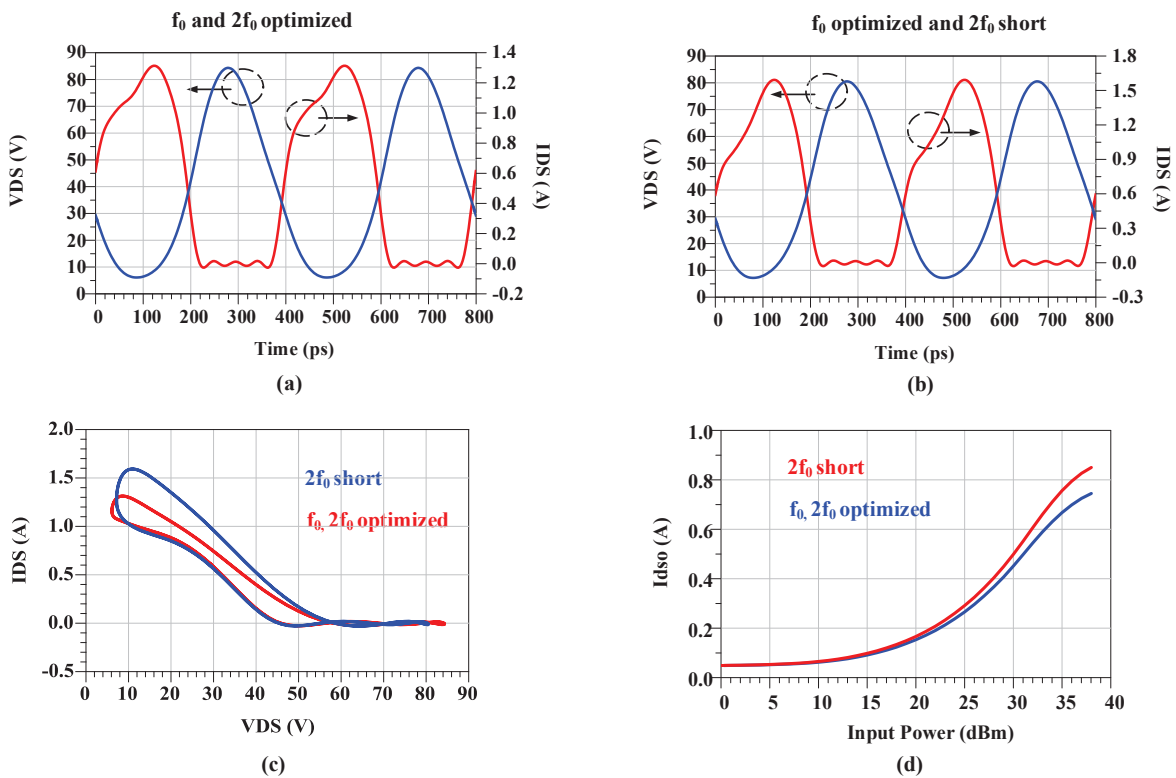 f₀ and 2f₀ optimized
90
80
70
60
50
40
30
20
10
0
VDS (V)
1.4
1.2
1.0
0.8
0.6
0.4
0.2
0.0
-0.2
IDS (A)
0 100 200 300 400 500 600 700 800
Time (ps)
(a)
f₀ optimized and 2f₀ short
90
80
70
60
50
40
30
20
10
0
VDS (V)
1.8
1.5
1.2
0.9
0.6
0.3
0.0
-0.3
IDS (A)
0 100 200 300 400 500 600 700 800
Time (ps)
(b)
2.0
1.5
1.0
0.5
0.0
-0.5
IDS (A)
2f₀ short
f₀, 2f₀ optimized
0 10 20 30 40 50 60 70 80 90
VDS (V)
(c)
1.0
0.8
0.6
0.4
0.2
0.0
Idso (A)
2f₀ short
f₀, 2f₀ optimized
0 5 10 15 20 25 30 35 40
Input Power (dBm)
(d)